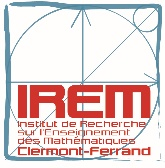 IREM
Institut de Recherche
sur l'Enseignement
des Mathématiques
Clermont-Ferrand